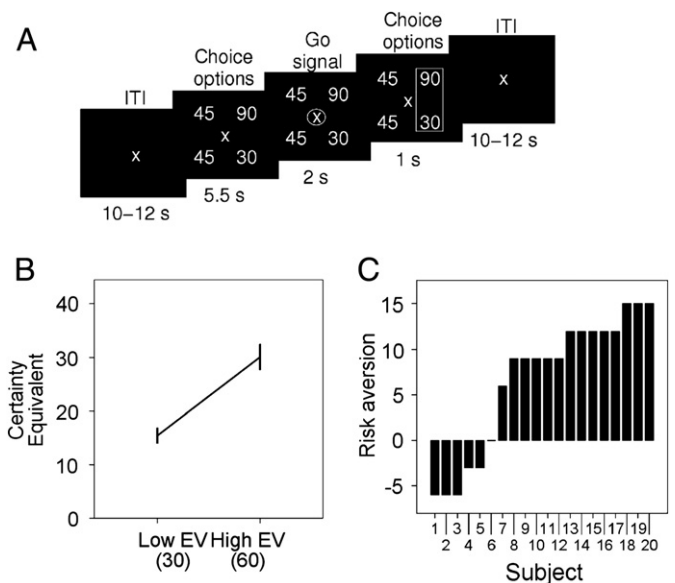 A
ITI
x
10–12 s
Choice
options
45 90
x
45 30
5.5 s
Go
signal
45 90
x
45 30
2 s
Choice
options
45 90
x
45 30
1 s
ITI
x
10–12 s
B
Certainty
Equivalent
40
30
20
10
0
Low EV High EV
(30) (60)
C
Risk aversion
15
10
5
0
-5
1 3 5 7 9 11 13 15 17 19
2 4 6 8 10 12 14 16 18 20
Subject